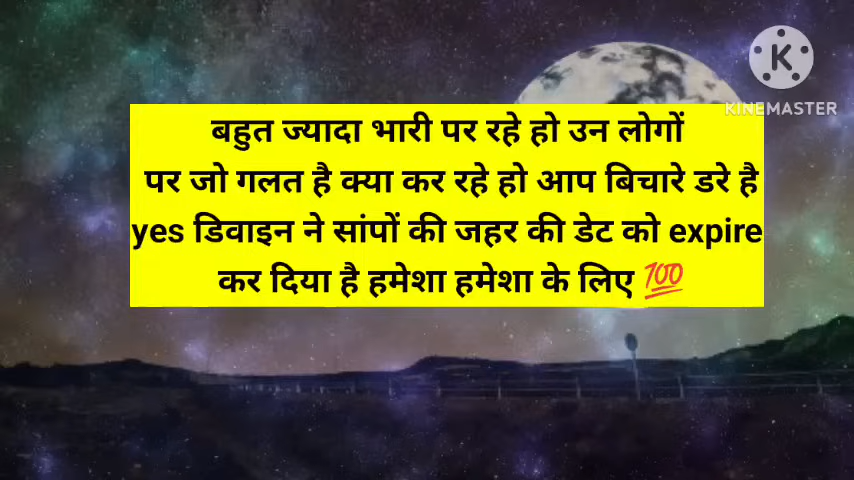 KINEMASTER
बहुत ज्यादा भारी पर रहे हो उन लोगों
पर जो गलत है क्या कर रहे हो आप बिचारे डरे है
yes डिवाइन ने सांपों की जहर की डेट को expire
कर दिया है हमेशा हमेशा के लिए 💯